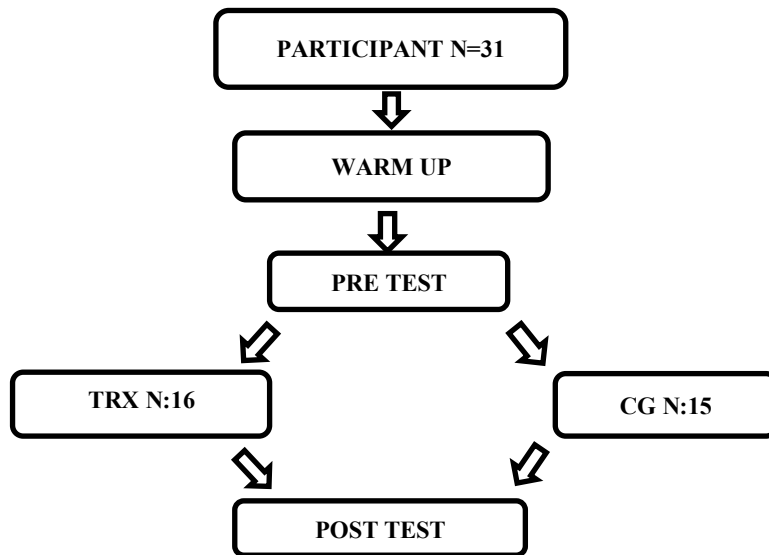 PARTICIPANT N=31
WARM UP
PRE TEST
TRX N:16
CG N:15
POST TEST